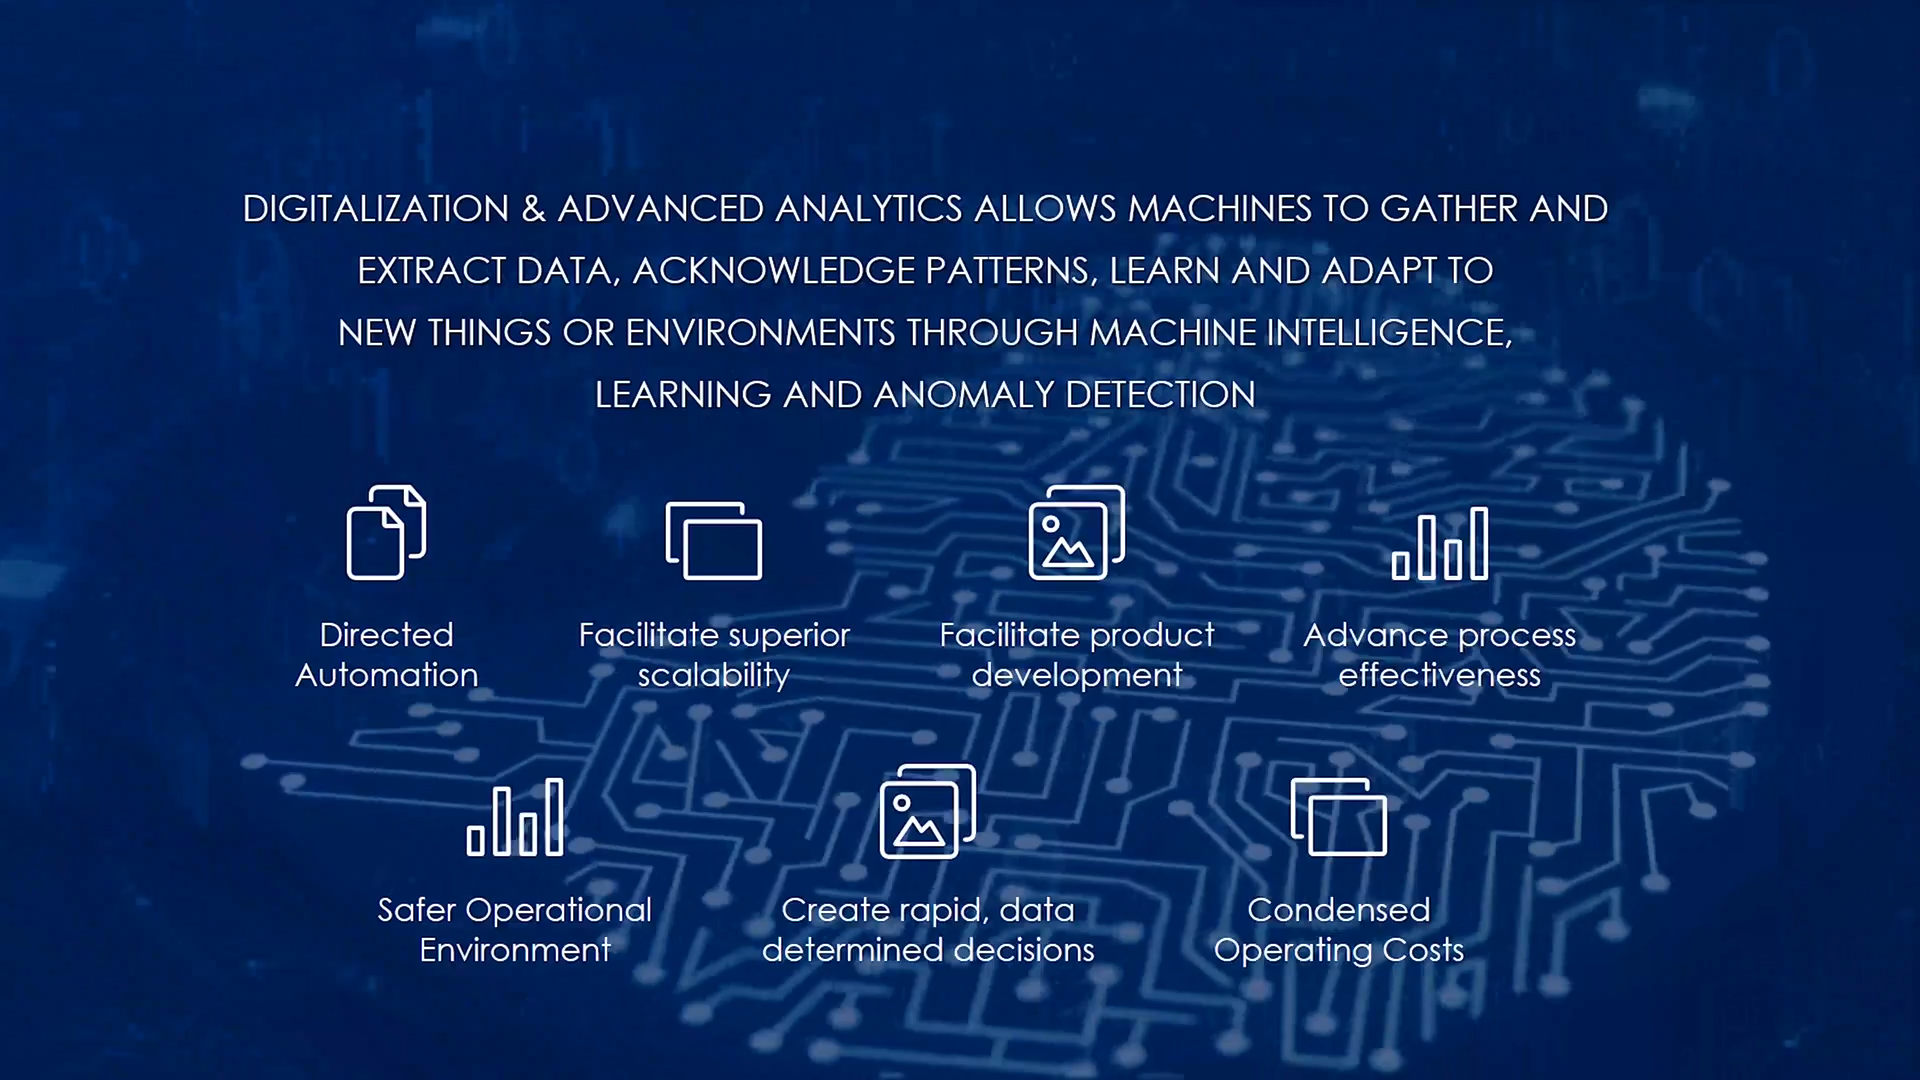 DIGITALIZATION & ADVANCED ANALYTICS ALLOWS MACHINES TO GATHER AND
EXTRACT DATA, ACKNOWLEDGE PATTERNS, LEARN AND ADAPT TO
NEW THINGS OR ENVIRONMENTS THROUGH MACHINE INTELLIGENCE,
LEARNING AND ANOMALY DETECTION
Directed
Automation
Facilitate superior
scalability
Facilitate product
development
Advance process
effectiveness
Safer Operational
Environment
Create rapid, data
determined decisions
Condensed
Operating Costs